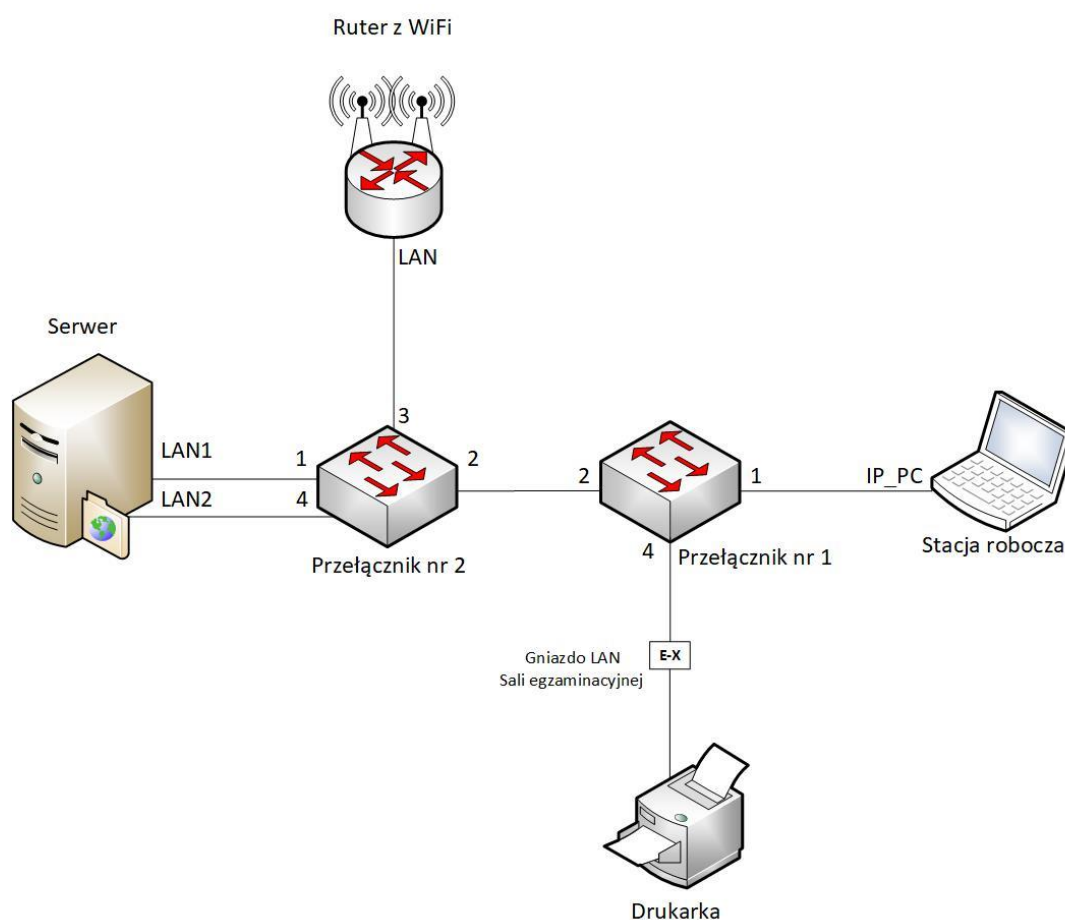 Ruter z WiFi
LAN
Serwer
LAN1
LAN2
1
4
3
2
Przełącznik nr 2
2
1
4
Przełącznik nr 1
IP_PC
Stacja robocza
Gniazdo LAN
Sali egzaminacyjnej
E-X
Drukarka